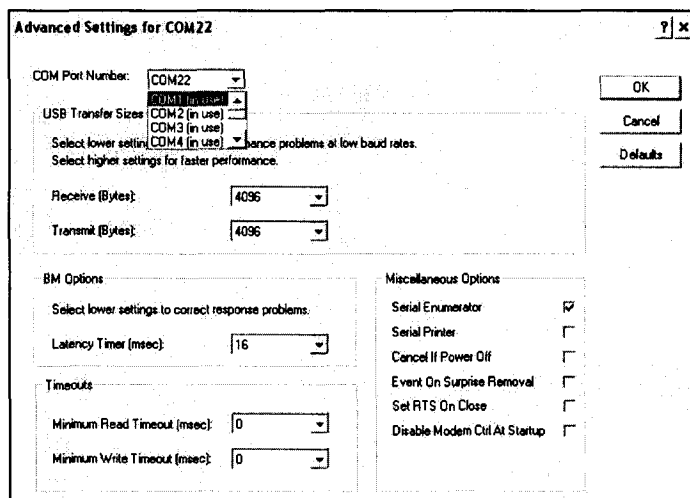 Advanced Settings for COM22
? ×
COM Port Number: COM22
COM1 (in use)
COM2 (in use)
COM3 (in use)
COM4 (in use)
OK
Cancel
Defaults
USB Transfer Sizes
Select lower settin mance problems at low baud rates.
Select higher settings for faster performance.
Receive (Bytes): 4096
Transmit (Bytes): 4096
BM Options
Select lower settings to correct response problems.
Latency Timer (msec): 16
Timeouts
Minimum Read Timeout (msec): 0
Minimum Write Timeout (msec): 0
Miscellaneous Options
Serial Enumerator
Serial Printer
Cancel If Power Off
Event On Surprise Removal
Set RTS On Close
Disable Modem Ctrl At Startup